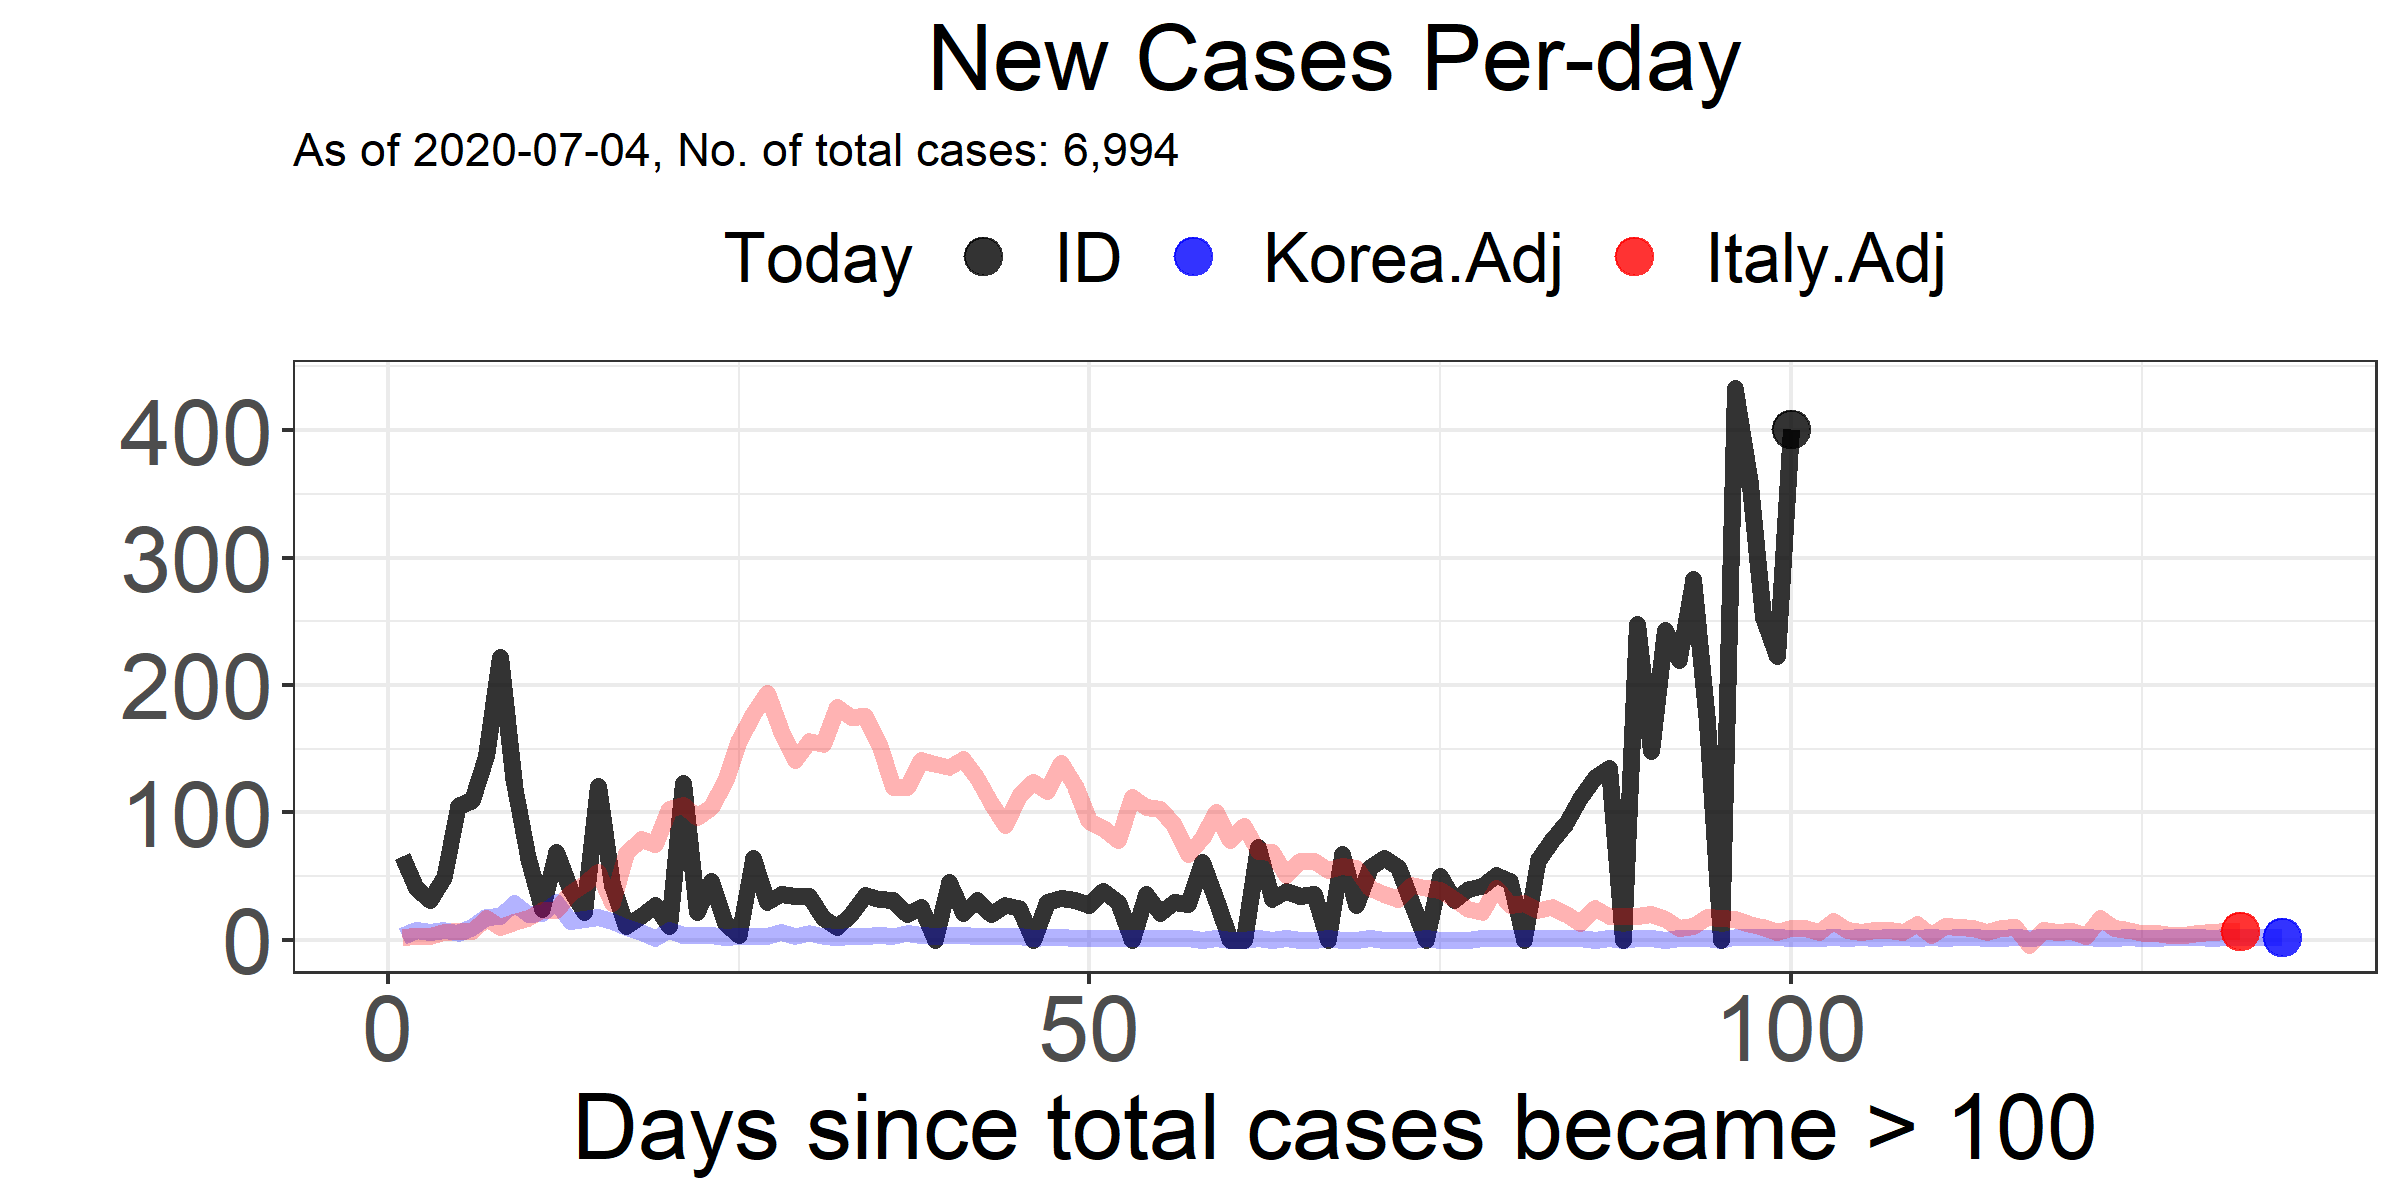 New Cases Per-day
As of 2020-07-04, No. of total cases: 6,994
Today ID Korea.Adj Italy.Adj
400
300
200
100
0
0 50 100
Days since total cases became > 100